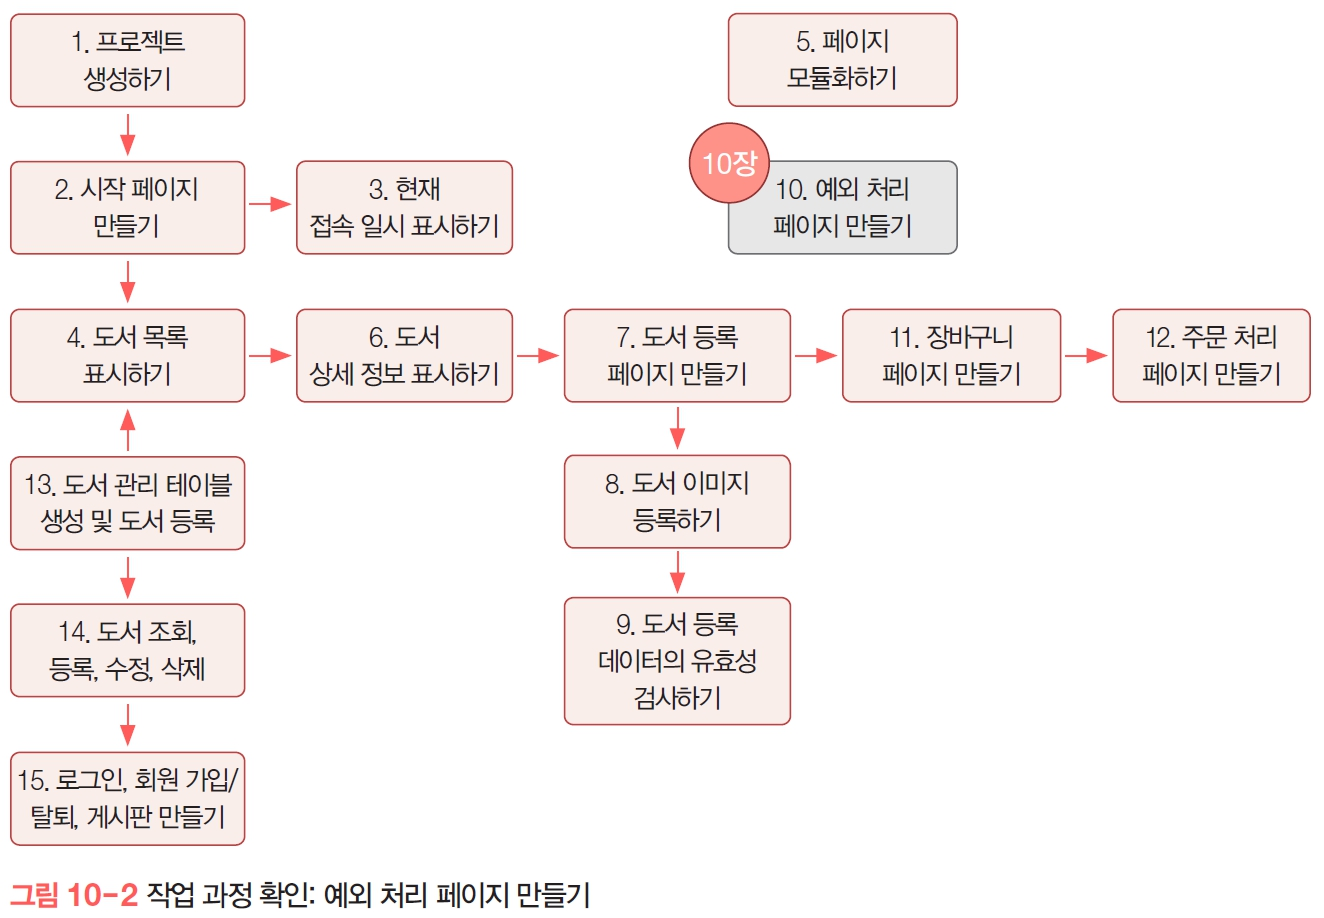 1. 프로젝트
생성하기
5. 페이지
모듈화하기
2. 시작 페이지
만들기
3. 현재
접속 일시 표시하기
10장
10. 예외 처리
페이지 만들기
4. 도서 목록
표시하기
6. 도서
상세 정보 표시하기
7. 도서 등록
페이지 만들기
11. 장바구니
페이지 만들기
12. 주문 처리
페이지 만들기
13. 도서 관리 테이블
생성 및 도서 등록
8. 도서 이미지
등록하기
14. 도서 조회,
등록, 수정, 삭제
9. 도서 등록
데이터의 유효성
검사하기
15. 로그인, 회원 가입/
탈퇴, 게시판 만들기
그림 10-2 작업 과정 확인: 예외 처리 페이지 만들기